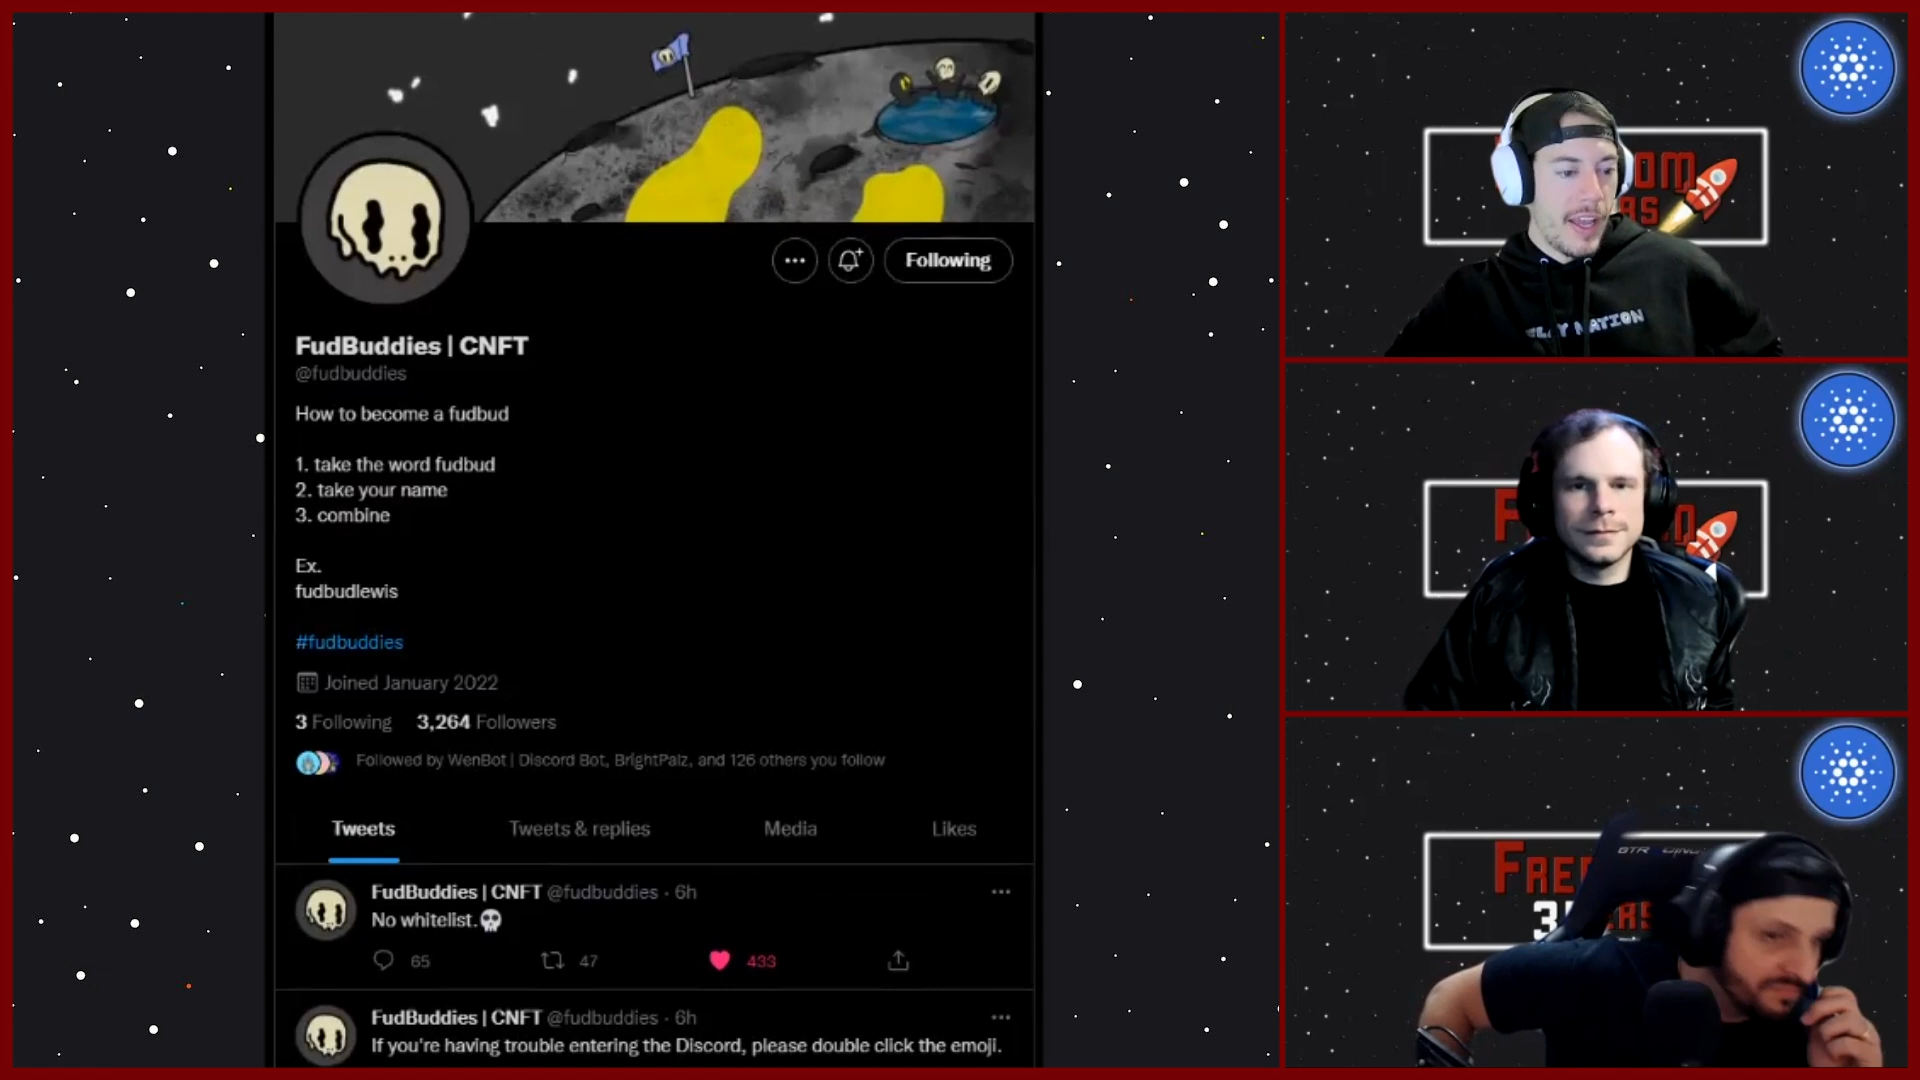 Following
FudBuddies | CNFT
@fudbuddies
How to become a fudbud
1. take the word fudbud
2. take your name
3. combine
Ex.
fudbudlewis
#fudbuddies
Joined January 2022
3 Following 3,264 Followers
Followed by WenBot | Discord Bot, BrightPalz, and 126 others you follow
Tweets Tweets & replies Media Likes
FudBuddies | CNFT @fudbuddies · 6h
No whitelist.💀
65 47 433
FudBuddies | CNFT @fudbuddies · 6h
If you're having trouble entering the Discord, please double click the emoji.
NATION